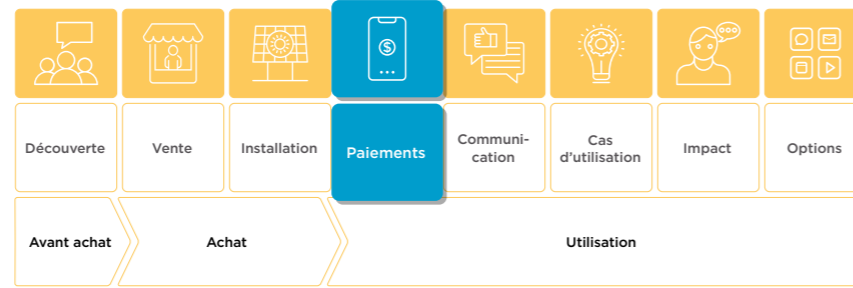 $
Découverte
Vente
Installation
Paiements
Communi-
cation
Cas
d'utilisation
Impact
Options
Avant achat
Achat
Utilisation